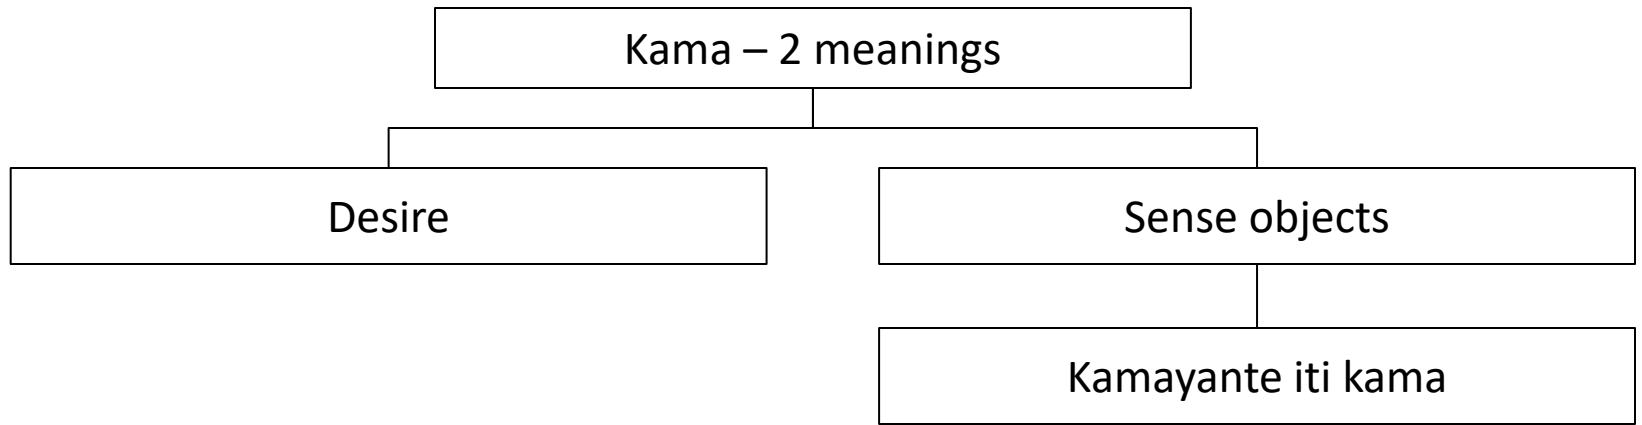 Kama – 2 meanings
Desire
Sense objects
Kamayante iti kama